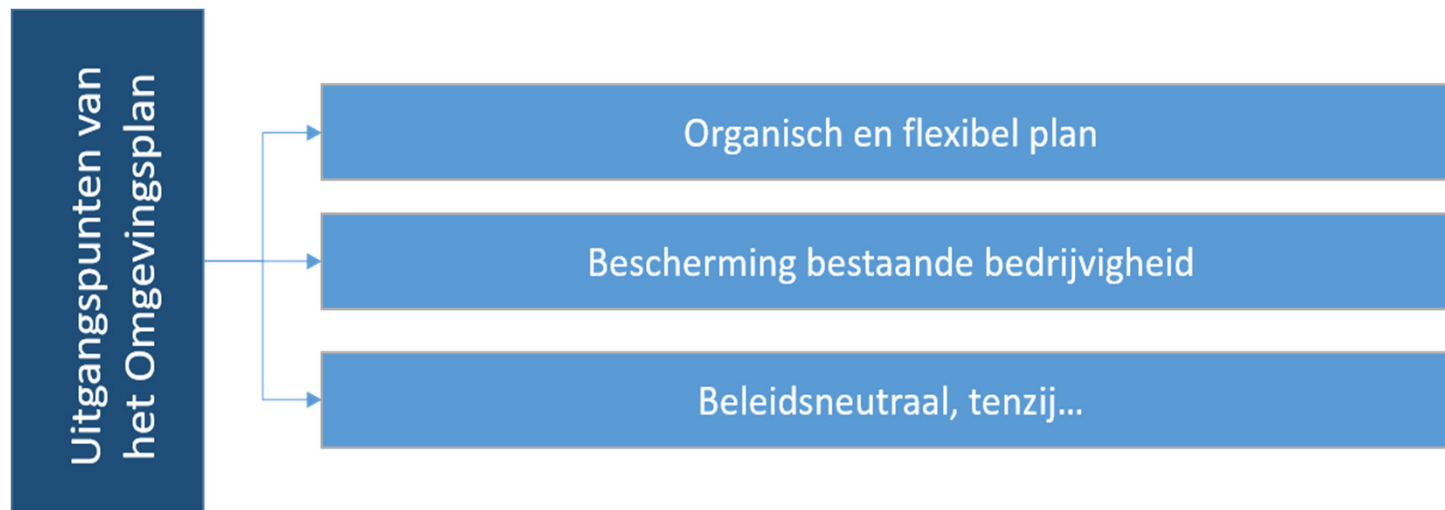 Uitgangspunten van
het Omgevingsplan
Organisch en flexibel plan
Bescherming bestaande bedrijvigheid
Beleidsneutraal, tenzij...